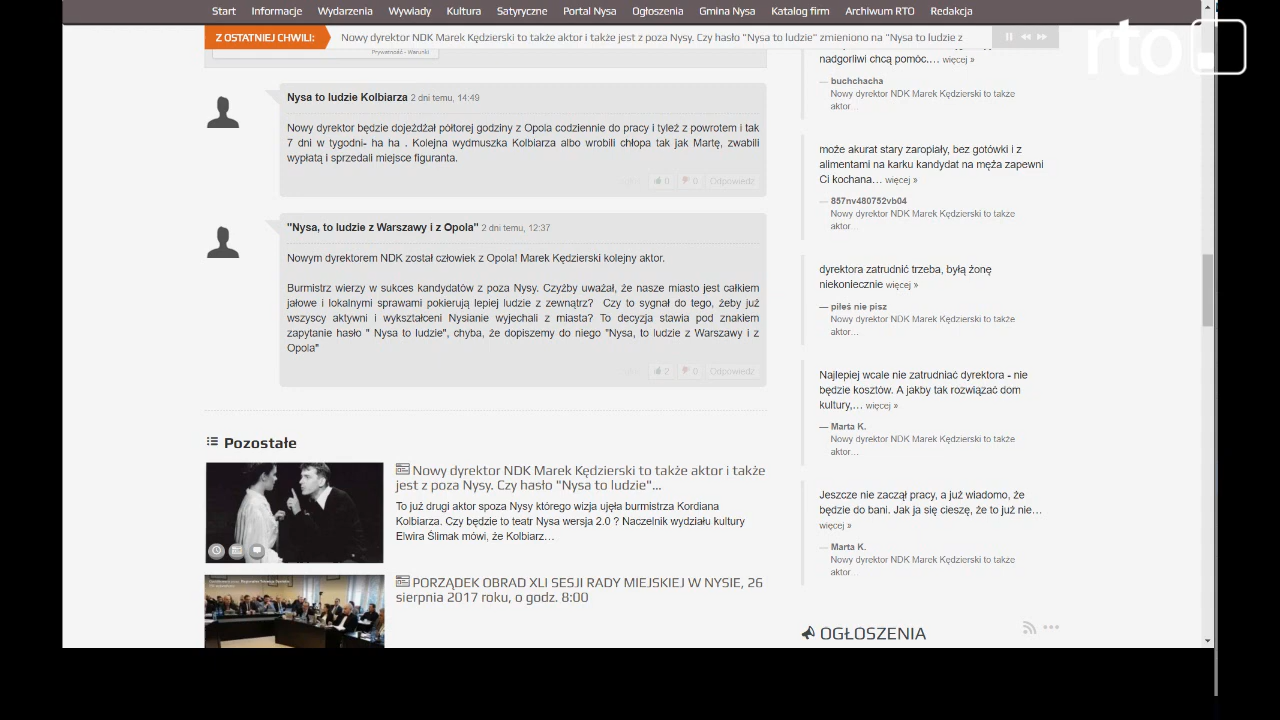 Start Informacje Wydarzenia Wywiady Kultura Satyryczne Portal Nysa Ogłoszenia Gmina Nysa Katalog firm Archiwum RTO Redakcja
Z OSTATNIEJ CHWILI: Nowy dyrektor NDK Marek Kędzierski to także aktor i także jest z poza Nysy. Czy hasło "Nysa to ludzie" zmieniono na "Nysa to ludzie z
rto
Prywatność - Warunki
Nysa to ludzie Kolbiarza 2 dni temu, 14:49
Nowy dyrektor będzie dojeżdżał półtorej godziny z Opola codziennie do pracy i tyleż z powrotem i tak
7 dni w tygodni- ha ha . Kolejna wydmuszka Kolbiarza albo wrobili chłopa tak jak Martę, zwabili
wypłatą i sprzedali miejsce figuranta.
0 0 Odpowiedz
"Nysa, to ludzie z Warszawy i z Opola" 2 dni temu, 12:37
Nowym dyrektorem NDK został człowiek z Opola! Marek Kędzierski kolejny aktor.
Burmistrz wierzy w sukces kandydatów z poza Nysy. Czyżby uważał, że nasze miasto jest całkiem
jałowe i lokalnymi sprawami pokierują lepiej ludzie z zewnątrz? Czy to sygnał do tego, żeby już
wszyscy aktywni i wykształceni Nysianie wyjechali z miasta? To decyzja stawia pod znakiem
zapytanie hasło " Nysa to ludzie", chyba, że dopiszemy do niego "Nysa, to ludzie z Warszawy i z
Opola"
2 0 Odpowiedz
Pozostałe
Nowy dyrektor NDK Marek Kędzierski to także aktor i także
jest z poza Nysy. Czy hasło "Nysa to ludzie"...
To już drugi aktor spoza Nysy którego wizja ujęła burmistrza Kordiana
Kolbiarza. Czy będzie to teatr Nysa wersja 2.0 ? Naczelnik wydziału kultury
Elwira Ślimak mówi, że Kolbiarz…
PORZĄDEK OBRAD XLI SESJI RADY MIEJSKIEJ W NYSIE, 26
sierpnia 2017 roku, o godz. 8:00
nadgorliwi chcą pomóc.… więcej »
— buchchacha
Nowy dyrektor NDK Marek Kędzierski to także
aktor…
może akurat stary zaropiały, bez gotówki i z
alimentami na karku kandydat na męża zapewni
Ci kochana… więcej »
— 857nv480752vb04
Nowy dyrektor NDK Marek Kędzierski to także
aktor…
dyrektora zatrudnić trzeba, byłą żonę
niekoniecznie więcej »
— piłeś nie pisz
Nowy dyrektor NDK Marek Kędzierski to także
aktor…
Najlepiej wcale nie zatrudniać dyrektora - nie
będzie kosztów. A jakby tak rozwiązać dom
kultury,… więcej »
— Marta K.
Nowy dyrektor NDK Marek Kędzierski to także
aktor…
Jeszcze nie zaczął pracy, a już wiadomo, że
będzie do bani. Jak ja się cieszę, że to już nie…
więcej »
— Marta K.
Nowy dyrektor NDK Marek Kędzierski to także
aktor…
OGŁOSZENIA